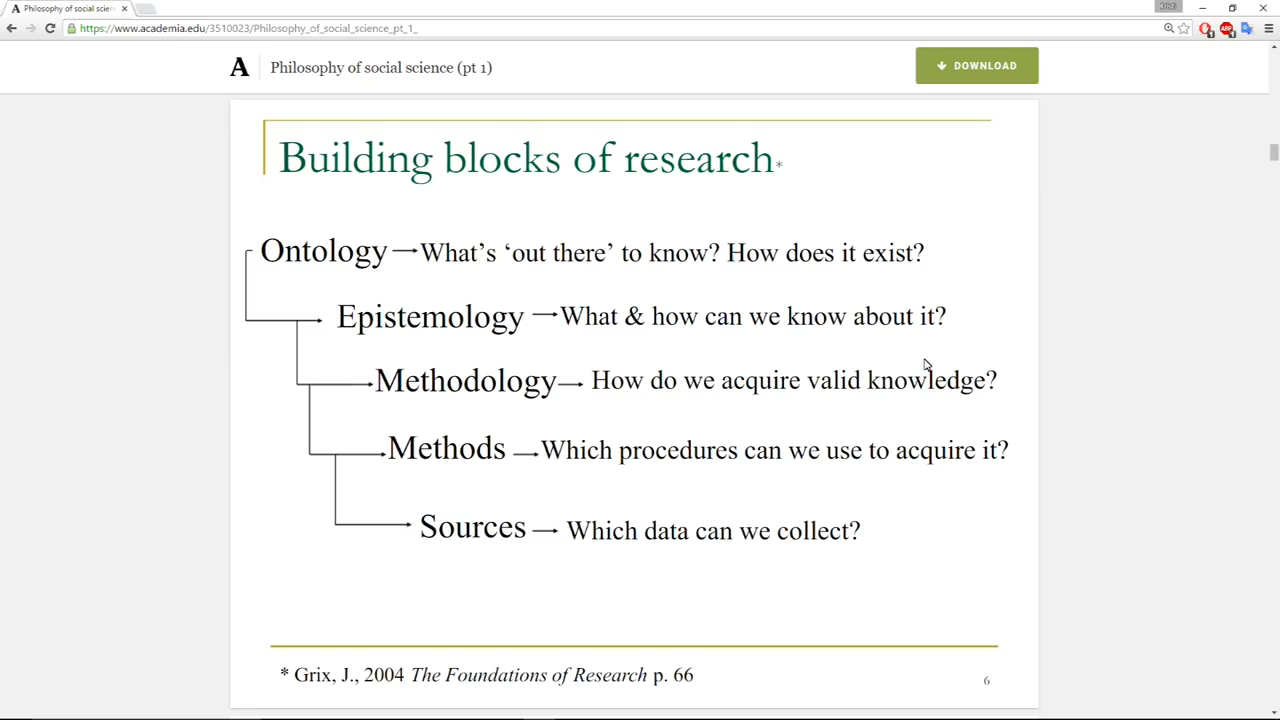 Philosophy of social scien
https://www.academia.edu/3510023/Philosophy_of_social_science_pt_1_
A Philosophy of social science (pt 1)
DOWNLOAD
Building blocks of research*
Ontology What's ‘out there’ to know? How does it exist?
Epistemology What & how can we know about it?
Methodology How do we acquire valid knowledge?
Methods Which procedures can we use to acquire it?
Sources Which data can we collect?
* Grix, J., 2004 The Foundations of Research p. 66
6